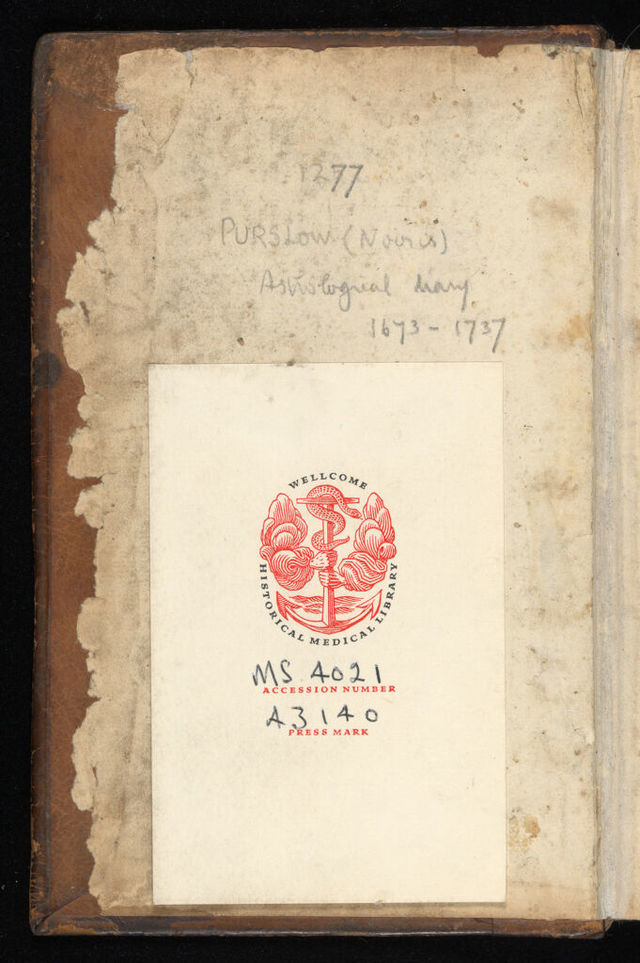 1277
PURSLOW (Norris)
Astrological diary
1673 - 1737
WELLCOME
HISTORICAL MEDICAL LIBRARY
MS 4021
ACCESSION NUMBER
A3140
PRESS MARK